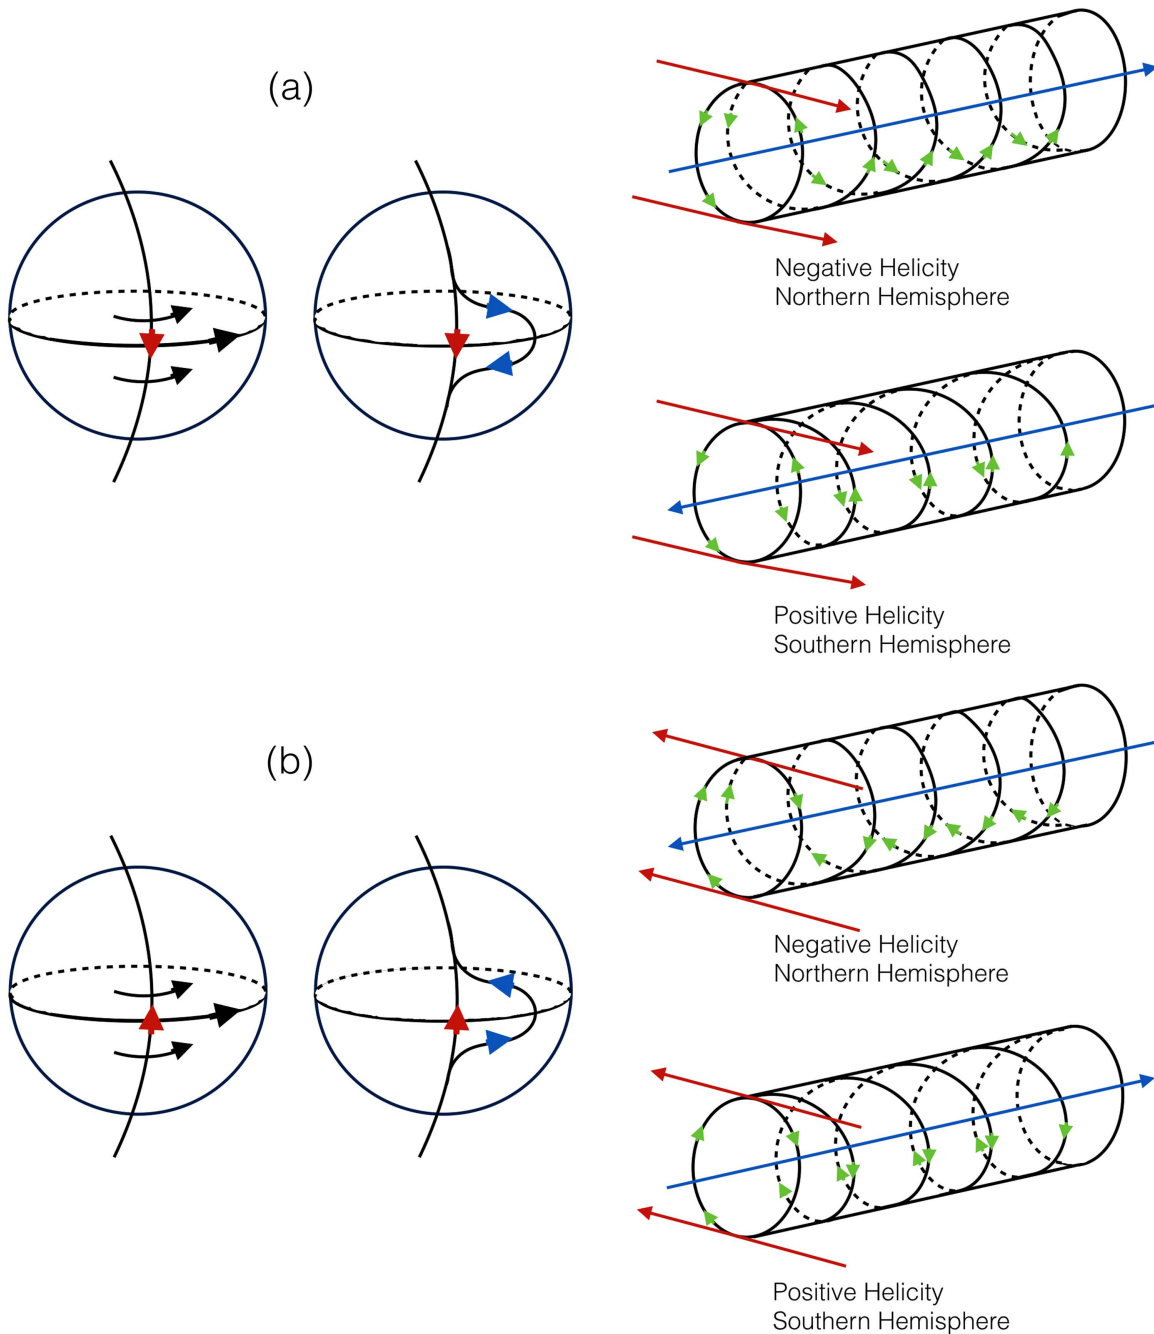 (a)
Negative Helicity
Northern Hemisphere
Positive Helicity
Southern Hemisphere
(b)
Negative Helicity
Northern Hemisphere
Positive Helicity
Southern Hemisphere